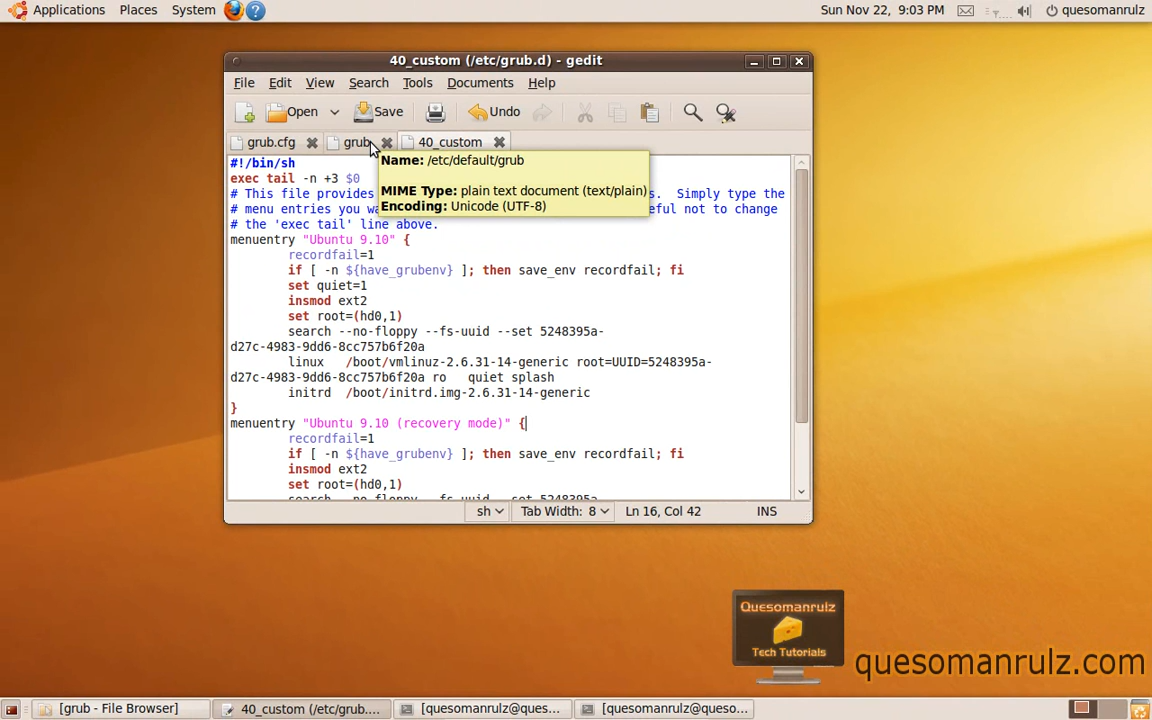 Applications Places System Sun Nov 22, 9:03 PM quesomanrulz
40_custom (/etc/grub.d) - gedit
File Edit View Search Tools Documents Help
Open Save Undo
grub.cfg grub 40_custom
Name: /etc/default/grub
MIME Type: plain text document (text/plain)
Encoding: Unicode (UTF-8)
#!/bin/sh
exec tail -n +3 $0
# This file provides s. Simply type the
# menu entries you wa eful not to change
# the 'exec tail' line above.
menuentry "Ubuntu 9.10" {
recordfail=1
if [ -n ${have_grubenv} ]; then save_env recordfail; fi
set quiet=1
insmod ext2
set root=(hd0,1)
search --no-floppy --fs-uuid --set 5248395a-
d27c-4983-9dd6-8cc757b6f20a
linux /boot/vmlinuz-2.6.31-14-generic root=UUID=5248395a-
d27c-4983-9dd6-8cc757b6f20a ro quiet splash
initrd /boot/initrd.img-2.6.31-14-generic
}
menuentry "Ubuntu 9.10 (recovery mode)" {
recordfail=1
if [ -n ${have_grubenv} ]; then save_env recordfail; fi
insmod ext2
set root=(hd0,1)
search --no-floppy --fs-uuid --set 5248395a-
sh Tab Width: 8 Ln 16, Col 42 INS
Quesomanrulz
Tech Tutorials
quesomanrulz.com
[grub - File Browser] 40_custom (/etc/grub.... [quesomanrulz@ques... [quesomanrulz@queso...